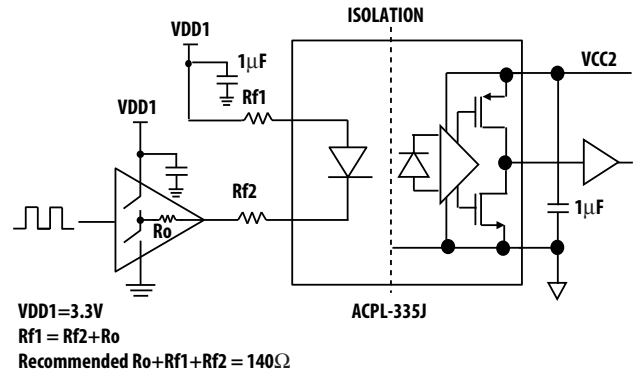 ISOLATION
VDD1
1μF
VCC2
Rf1
VDD1
Rf2
Ro
1μF
ACPL-335J
VDD1=3.3V
Rf1 = Rf2+Ro
Recommended Ro+Rf1+Rf2 = 140Ω